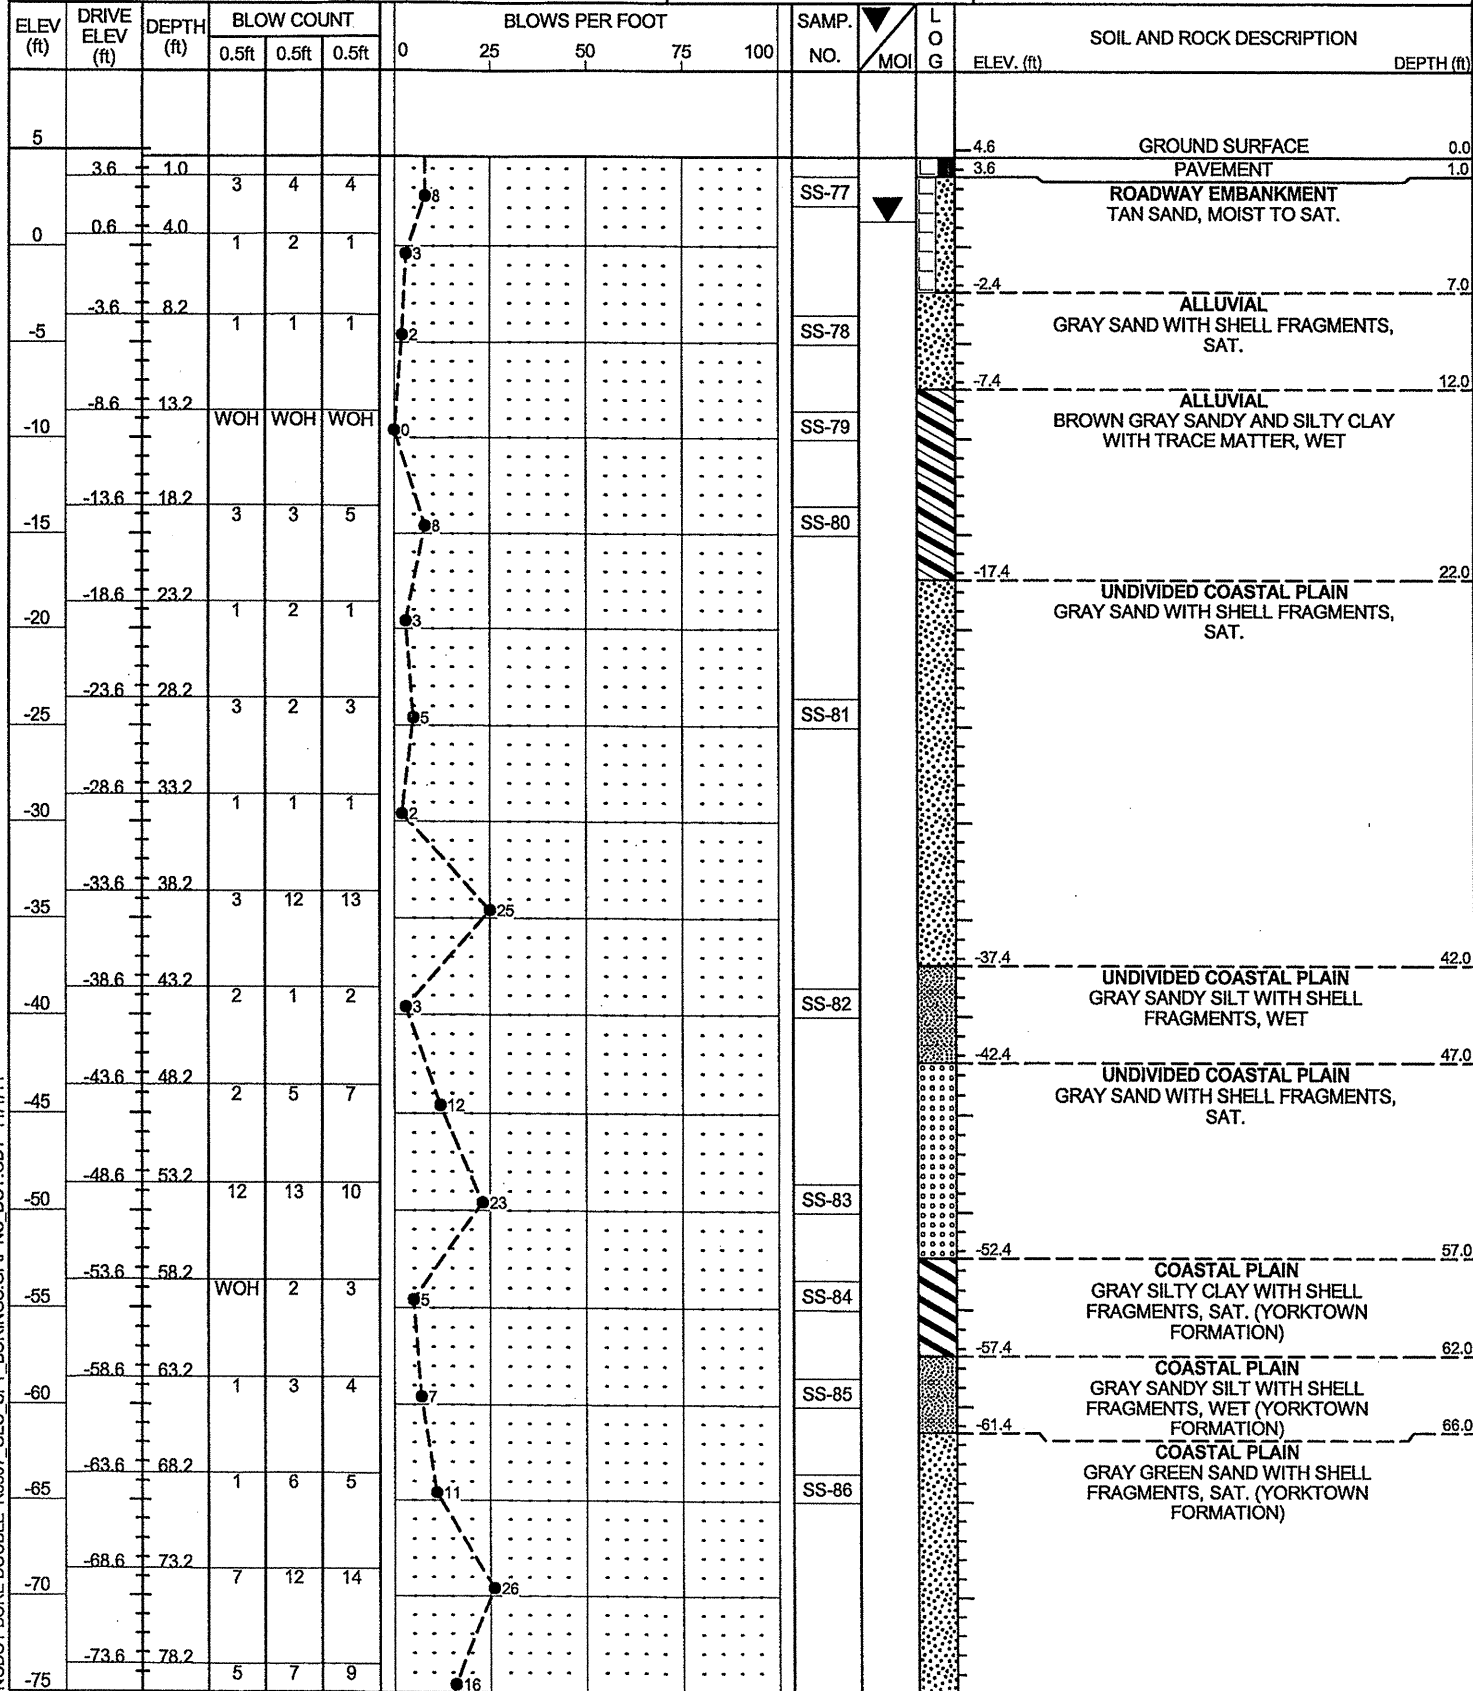 ELEV (ft) DRIVE ELEV (ft) DEPTH (ft) BLOW COUNT BLOWS PER FOOT SAMP. NO. MOI LOG SOIL AND ROCK DESCRIPTION
0.5ft 0.5ft 0.5ft 0 25 50 75 100 ELEV. (ft) DEPTH (ft)
5
4.6 GROUND SURFACE 0.0
3.6 1.0 3 4 4 8 SS-77 3.6 PAVEMENT 1.0
ROADWAY EMBANKMENT
TAN SAND, MOIST TO SAT.
0 0.6 4.0 1 2 1 3
-2.4 7.0
-3.6 8.2 1 1 1 2 SS-78 ALLUVIAL
-5 GRAY SAND WITH SHELL FRAGMENTS,
SAT.
-7.4 12.0
-8.6 13.2 WOH WOH WOH 0 SS-79 ALLUVIAL
-10 BROWN GRAY SANDY AND SILTY CLAY
WITH TRACE MATTER, WET
-13.6 18.2 3 3 5 8 SS-80
-15
-17.4 22.0
-18.6 23.2 1 2 1 3 UNDIVIDED COASTAL PLAIN
-20 GRAY SAND WITH SHELL FRAGMENTS,
SAT.
-23.6 28.2 3 2 3 5 SS-81
-25
-28.6 33.2 1 1 1 2
-30
-33.6 38.2 3 12 13 25
-35
-37.4 42.0
-38.6 43.2 2 1 2 3 SS-82 UNDIVIDED COASTAL PLAIN
-40 GRAY SANDY SILT WITH SHELL
FRAGMENTS, WET
-42.4 47.0
-43.6 48.2 2 5 7 12 UNDIVIDED COASTAL PLAIN
-45 GRAY SAND WITH SHELL FRAGMENTS,
SAT.
-48.6 53.2 12 13 10 23 SS-83
-50
-52.4 57.0
-53.6 58.2 WOH 2 3 5 SS-84 COASTAL PLAIN
-55 GRAY SILTY CLAY WITH SHELL
FRAGMENTS, SAT. (YORKTOWN
FORMATION)
-57.4 62.0
-58.6 63.2 1 3 4 7 SS-85 COASTAL PLAIN
-60 GRAY SANDY SILT WITH SHELL
FRAGMENTS, WET (YORKTOWN
FORMATION)
-61.4 66.0
-63.6 68.2 1 6 5 11 SS-86 COASTAL PLAIN
-65 GRAY GREEN SAND WITH SHELL
FRAGMENTS, SAT. (YORKTOWN
FORMATION)
-68.6 73.2 7 12 14 26
-70
-73.6 78.2 5 7 9 16
-75